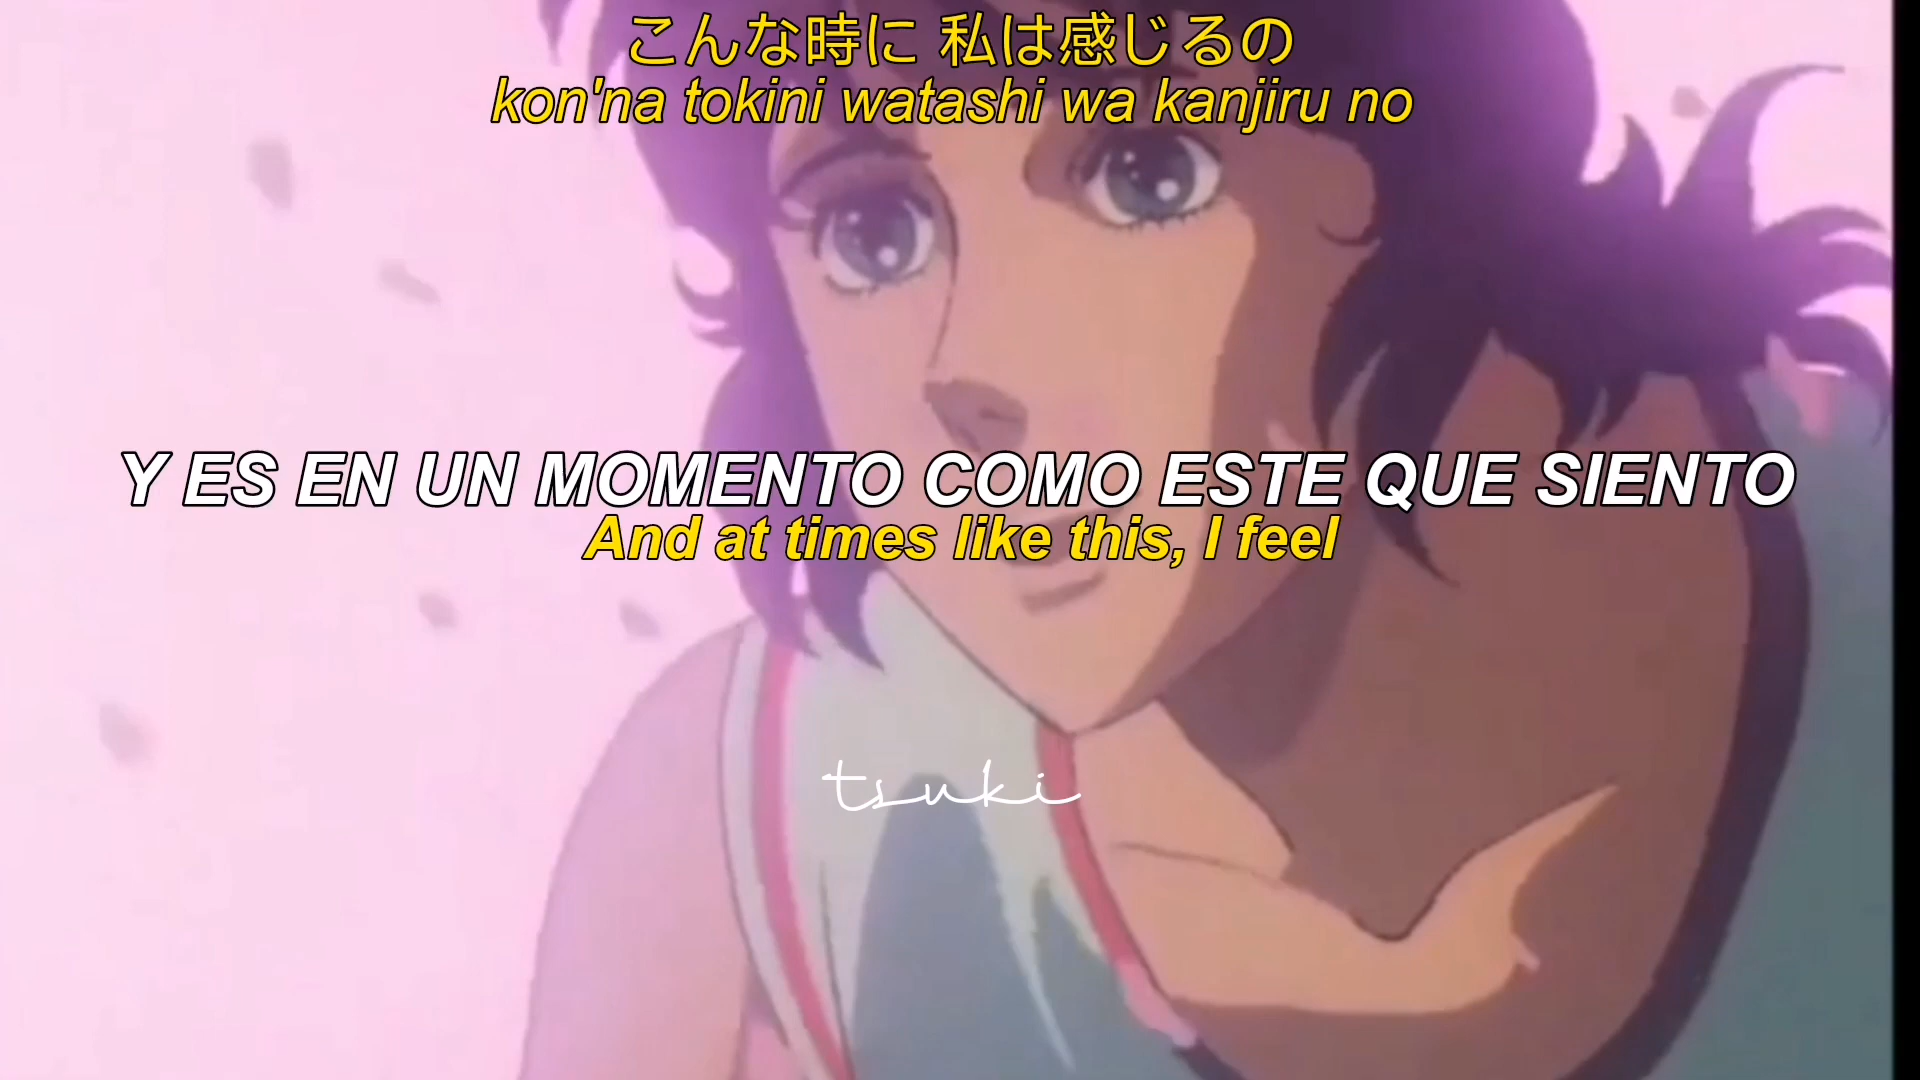 こんな時に 私は感じるの
kon'na tokini watashi wa kanjiru no
Y ES EN UN MOMENTO COMO ESTE QUE SIENTO
And at times like this, I feel
tsuki